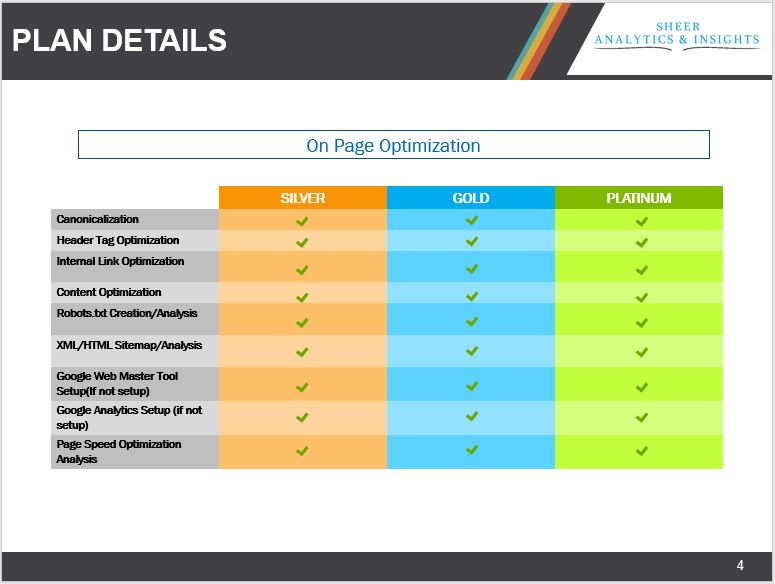 PLAN DETAILS
SHEER
ANALYTICS & INSIGHTS
On Page Optimization
SILVER GOLD PLATINUM
Canonicalization
Header Tag Optimization
Internal Link Optimization
Content Optimization
Robots.txt Creation/Analysis
XML/HTML Sitemap/Analysis
Google Web Master Tool
Setup(If not setup)
Google Analytics Setup (if not
setup)
Page Speed Optimization
Analysis
4